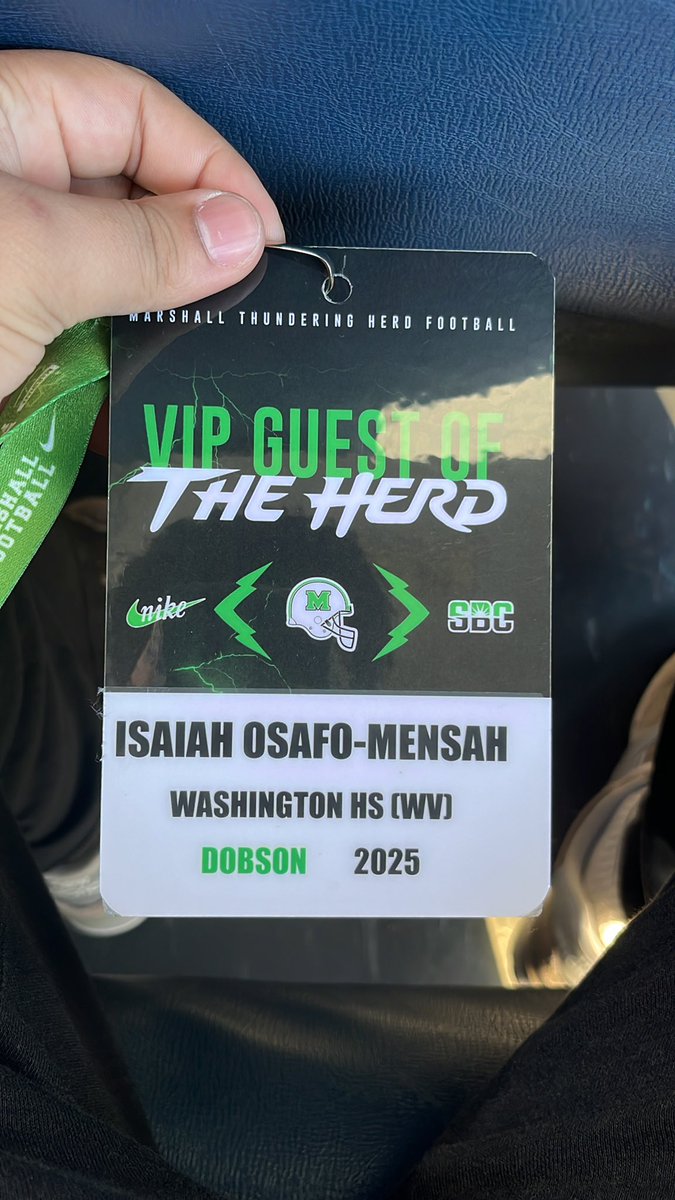 MARSHALL THUNDERING HERD FOOTBALL
VIP GUEST OF
THE HERD
nike
M
SBC
ISAIAH OSAFO-MENSAH
WASHINGTON HS (WV)
DOBSON 2025
FOOTBALL